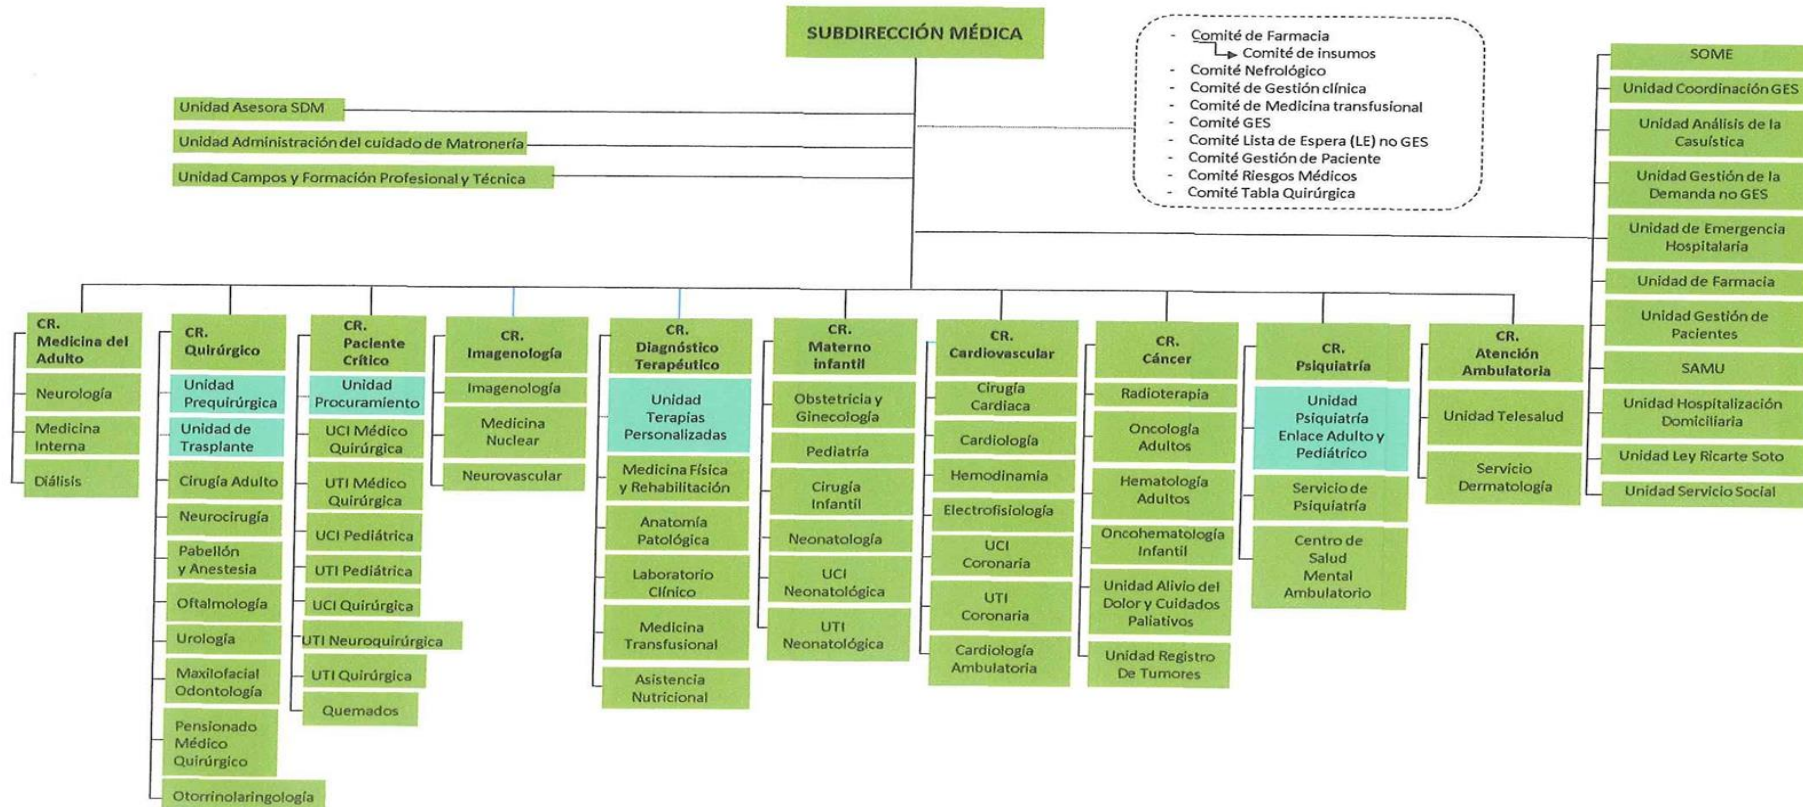 SUBDIRECCIÓN MÉDICA
- Comité de Farmacia
Comité de insumos
- Comité Nefrológico
- Comité de Gestión clínica
- Comité de Medicina transfusional
- Comité GES
- Comité Lista de Espera (LE) no GES
- Comité Gestión de Paciente
- Comité Riesgos Médicos
- Comité Tabla Quirúrgica
Unidad Asesora SDM
Unidad Administración del cuidado de Matronería
Unidad Campos y Formación Profesional y Técnica
SOME
Unidad Coordinación GES
Unidad Análisis de la
Casuística
Unidad Gestión de la
Demanda no GES
Unidad de Emergencia
Hospitalaria
Unidad de Farmacia
Unidad Gestión de
Pacientes
SAMU
Unidad Hospitalización
Domiciliaria
Unidad Ley Ricarte Soto
Unidad Servicio Social
CR.
Medicina del
Adulto
Neurología
Medicina
Interna
Diálisis
CR.
Quirúrgico
Unidad
Prequirúrgica
Unidad de
Trasplante
Cirugía Adulto
Neurocirugía
Pabellón
y Anestesia
Oftalmología
Urología
Maxilofacial
Odontología
Pensionado
Médico
Quirúrgico
Otorrinolaringología
CR.
Paciente
Crítico
Unidad
Procuramiento
UCI Médico
Quirúrgica
UTI Médico
Quirúrgica
UCI Pediátrica
UTI Pediátrica
UCI Quirúrgica
UTI Neuroquirúrgica
UTI Quirúrgica
Quemados
CR.
Imagenología
Imagenología
Medicina
Nuclear
Neurovascular
CR.
Diagnóstico
Terapéutico
Unidad
Terapias
Personalizadas
Medicina Física
y Rehabilitación
Anatomía
Patológica
Laboratorio
Clínico
Medicina
Transfusional
Asistencia
Nutricional
CR.
Materno
infantil
Obstetricia y
Ginecología
Pediatría
Cirugía
Infantil
Neonatología
UCI
Neonatológica
UTI
Neonatológica
CR.
Cardiovascular
Cirugía
Cardiaca
Cardiología
Hemodinamia
Electrofisiología
UCI
Coronaria
UTI
Coronaria
Cardiología
Ambulatoria
CR.
Cáncer
Radioterapia
Oncología
Adultos
Hematología
Adultos
Oncohematología
Infantil
Unidad Alivio del
Dolor y Cuidados
Paliativos
Unidad Registro
De Tumores
CR.
Psiquiatría
Unidad
Psiquiatría
Enlace Adulto y
Pediátrico
Servicio de
Psiquiatría
Centro de
Salud
Mental
Ambulatorio
CR.
Atención
Ambulatoria
Unidad Telesalud
Servicio
Dermatología